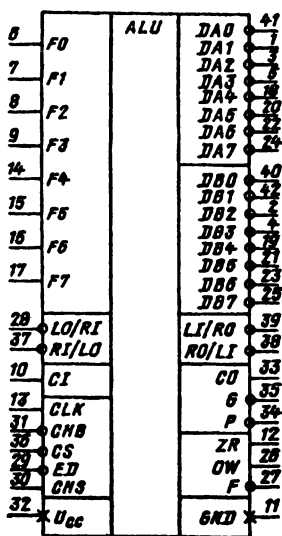 ALU
6 F0
7 F1
8 F2
9 F3
14 F4
15 F5
16 F6
17 F7
28 LO/RI
37 RI/LO
10 CI
13 CLK
31
36 CS
29 ED
30
32 UCC
DA0 41
DA1 1
DA2 3
DA3
DA4
DA5 20
DA6 22
DA7 24
DB0 40
DB1 42
DB2 2
DB3 4
DB4 19
DB5 21
DB6 23
DB7 25
LI/RO 39
RO/LI 38
CO 33
G 35
P 34
ZR 12
OW 26
F 27
GND 11